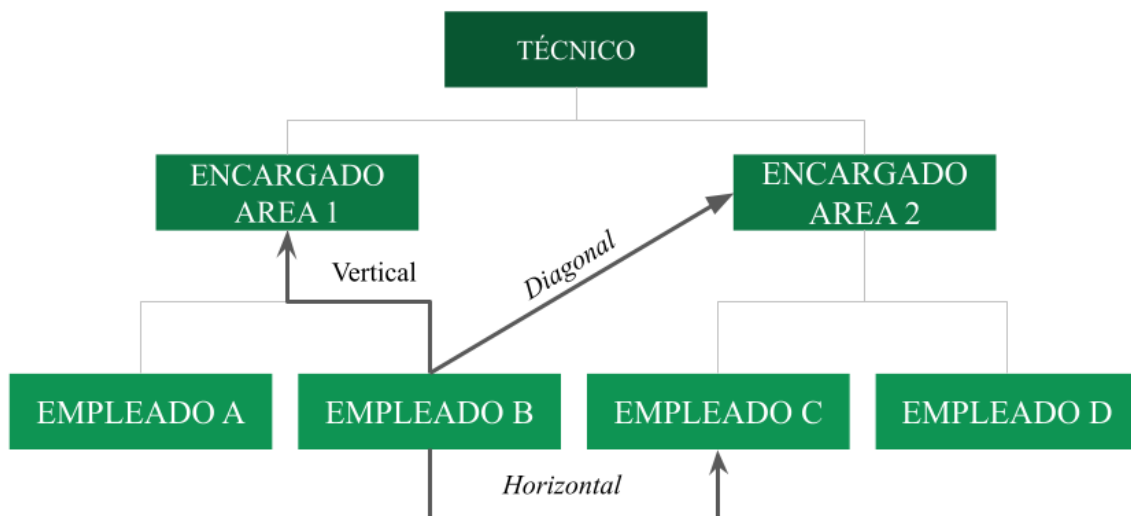 TÉCNICO
ENCARGADO
AREA 1
ENCARGADO
AREA 2
Vertical
Diagonal
EMPLEADO A
EMPLEADO B
EMPLEADO C
EMPLEADO D
Horizontal